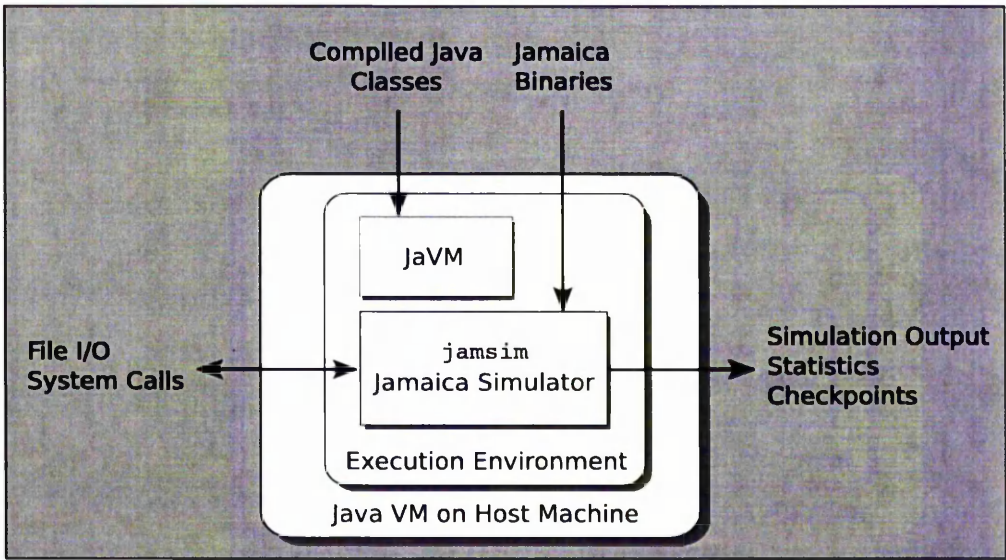 Compiled Java
Classes
Jamaica
Binaries
JaVM
jamsim
Jamaica Simulator
File I/O
System Calls
Simulation Output
Statistics
Checkpoints
Execution Environment
Java VM on Host Machine